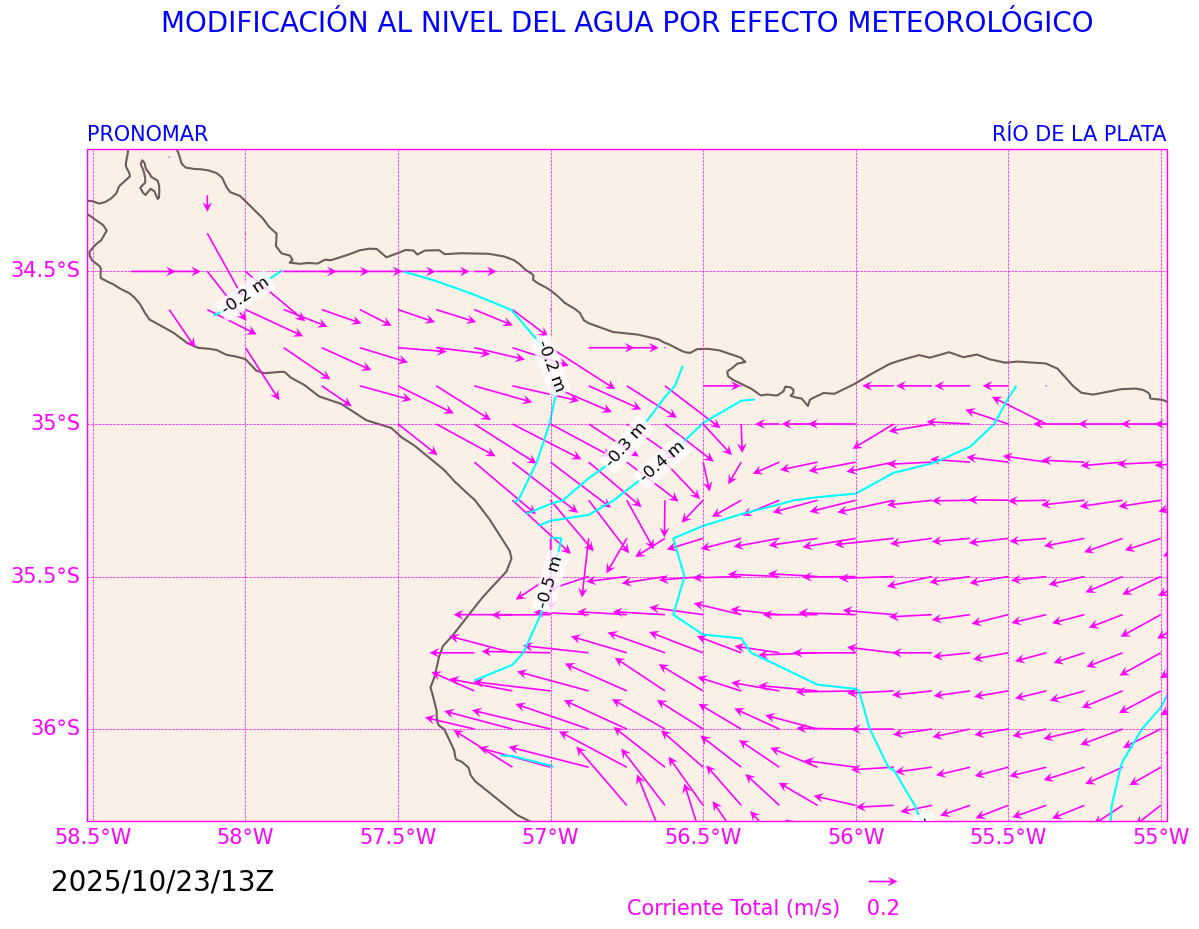 MODIFICACIÓN AL NIVEL DEL AGUA POR EFECTO METEOROLÓGICO
PRONOMAR
RÍO DE LA PLATA
34.5°S
35°S
35.5°S
36°S
-0.2 m
-0.2 m
-0.3 m
-0.4 m
-0.5 m
58.5°W
58°W
57.5°W
57°W
56.5°W
56°W
55.5°W
55°W
2025/10/23/13Z
Corriente Total (m/s)
0.2